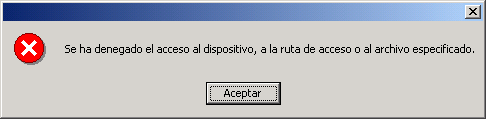 Se ha denegado el acceso al dispositivo, a la ruta de acceso o al archivo especificado.
Aceptar